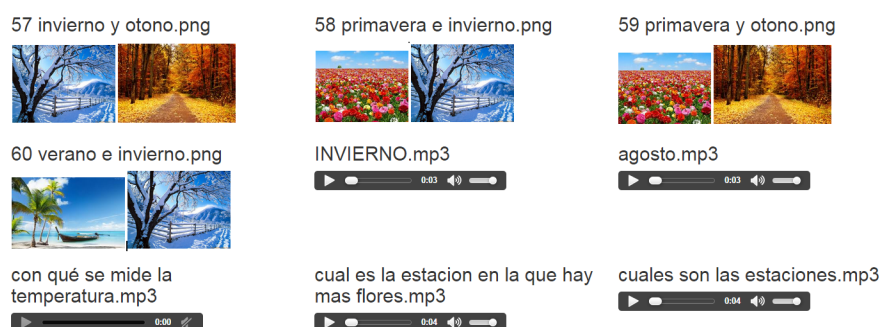 57 invierno y otono.png
58 primavera e invierno.png
59 primavera y otono.png
60 verano e invierno.png
INVIERNO.mp3
0:03
agosto.mp3
0:03
con qué se mide la
temperatura.mp3
0:00
cual es la estacion en la que hay
mas flores.mp3
0:04
cuales son las estaciones.mp3
0:04